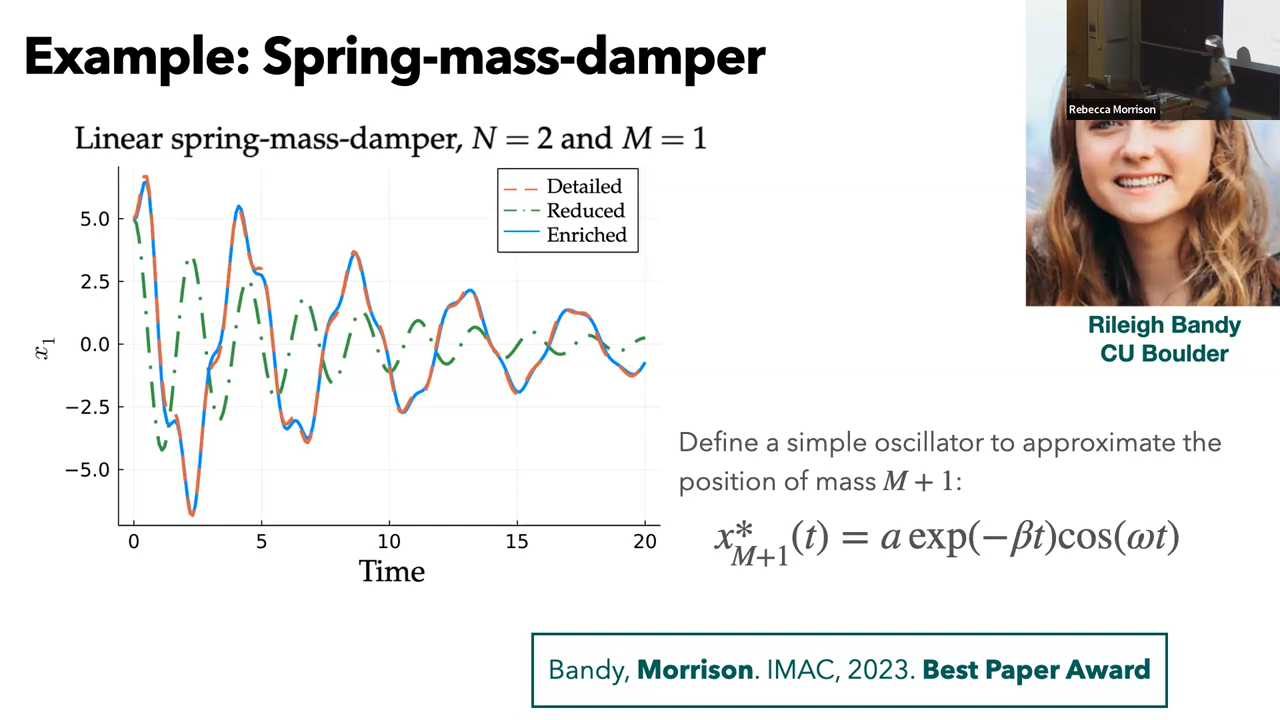 Example: Spring-mass-damper
Rebecca Morrison
Linear spring-mass-damper, N = 2 and M = 1
Detailed
Reduced
Enriched
5.0
2.5
0.0
−2.5
−5.0
x₁
0 5 10 15 20
Time
Rileigh Bandy
CU Boulder
Define a simple oscillator to approximate the
position of mass M + 1:
x*_{M+1}(t) = a exp(−βt)cos(ωt)
Bandy, Morrison. IMAC, 2023. Best Paper Award